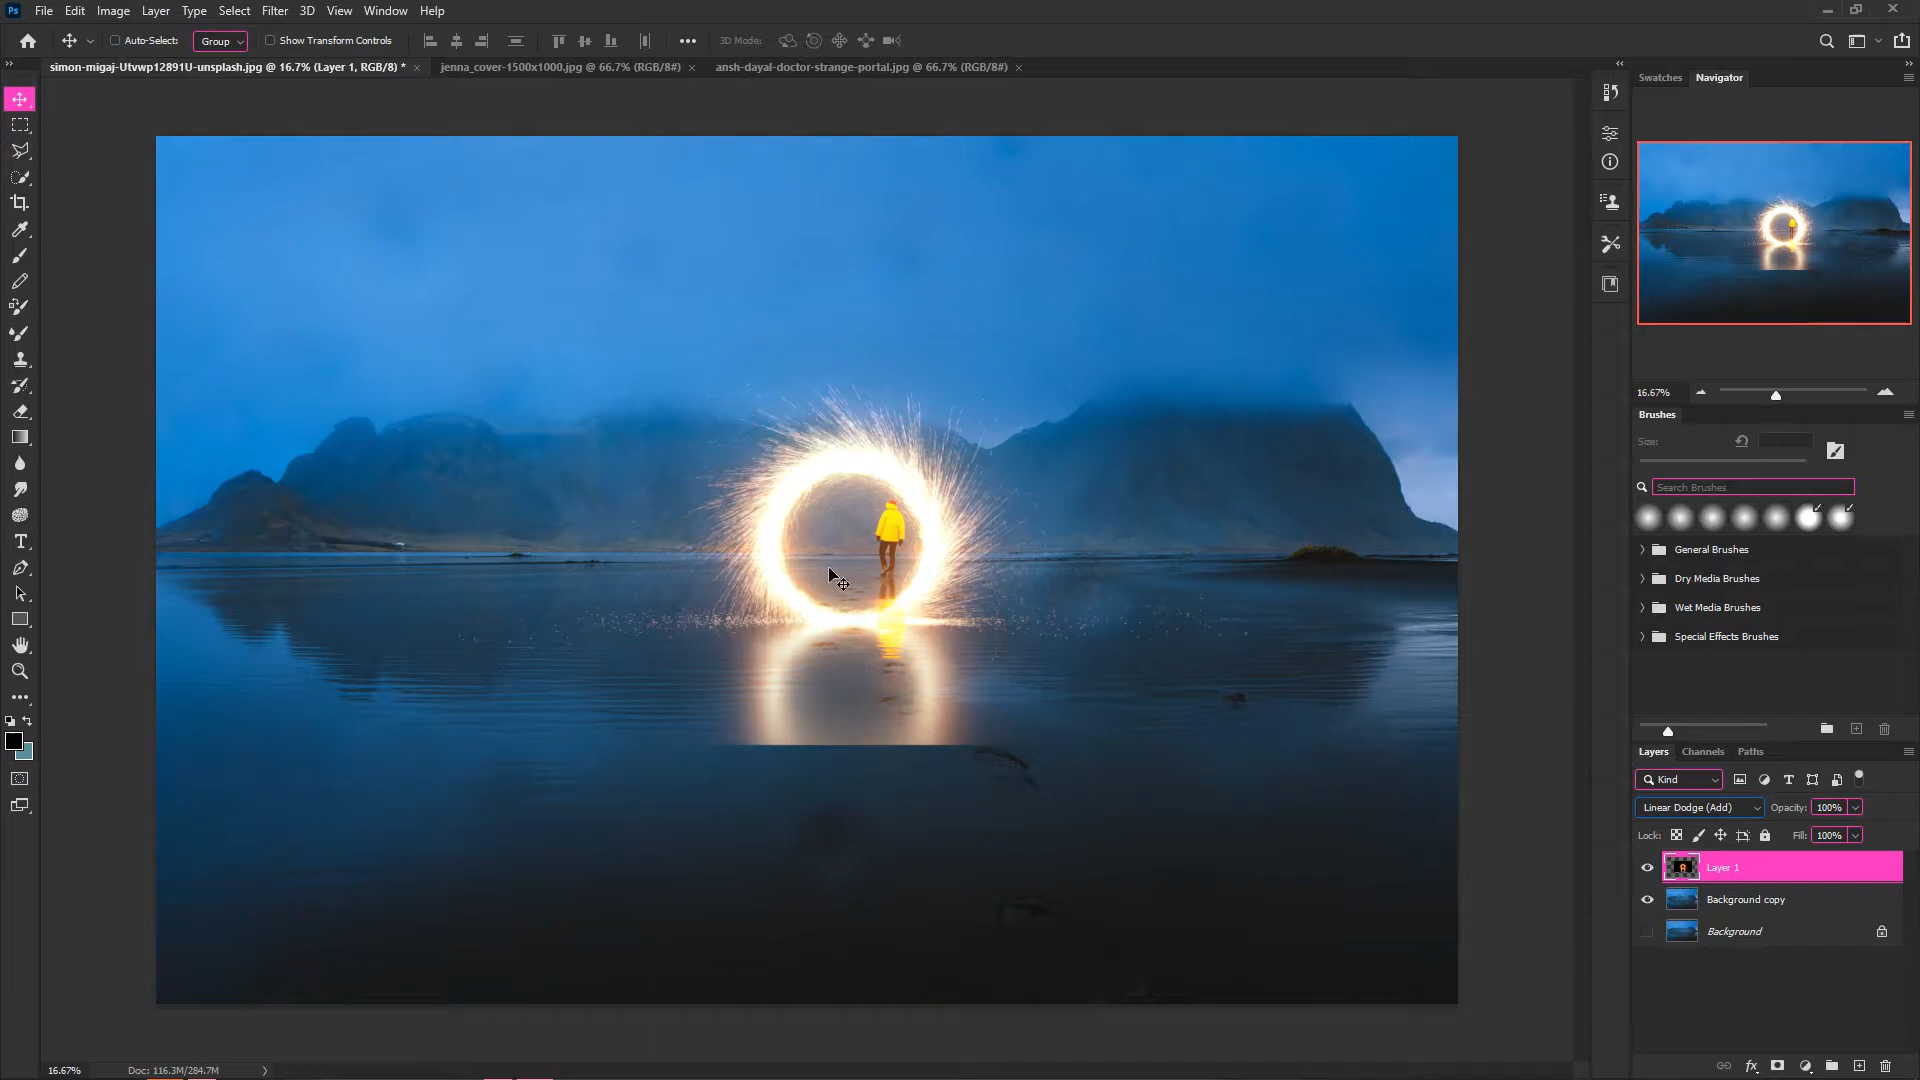 Ps File Edit Image Layer Type Select Filter 3D View Window Help
Auto-Select: Group Show Transform Controls 3D Mode:
simon-migaj-Utvwp12891U-unsplash.jpg @ 16.7% (Layer 1, RGB/8) * jenna_cover-1500x1000.jpg @ 66.7% (RGB/8#) ansh-dayal-doctor-strange-portal.jpg @ 66.7% (RGB/8#)
Swatches Navigator
16.67%
Brushes
Size:
Search Brushes
General Brushes
Dry Media Brushes
Wet Media Brushes
Special Effects Brushes
Layers Channels Paths
Kind
Linear Dodge (Add) Opacity: 100%
Lock: Fill: 100%
Layer 1
Background copy
Background
16.67% Doc: 116.3M/284.7M